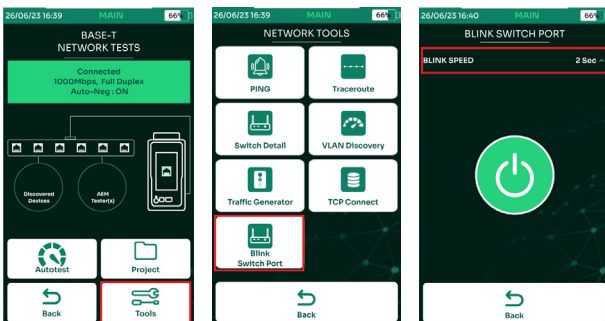 26/06/23 16:39 MAIN 66%
BASE-T
NETWORK TESTS
Connected
1000Mbps, Full Duplex
Auto-Neg : ON
Discovered
Devices
AEM
Tester(s)
Autotest
Project
Back
Tools
26/06/23 16:39 MAIN 66%
NETWORK TOOLS
PING
Traceroute
Switch Detail
VLAN Discovery
Traffic Generator
TCP Connect
Blink
Switch Port
Back
26/06/23 16:40 MAIN 66%
BLINK SWITCH PORT
BLINK SPEED 2 Sec
Back